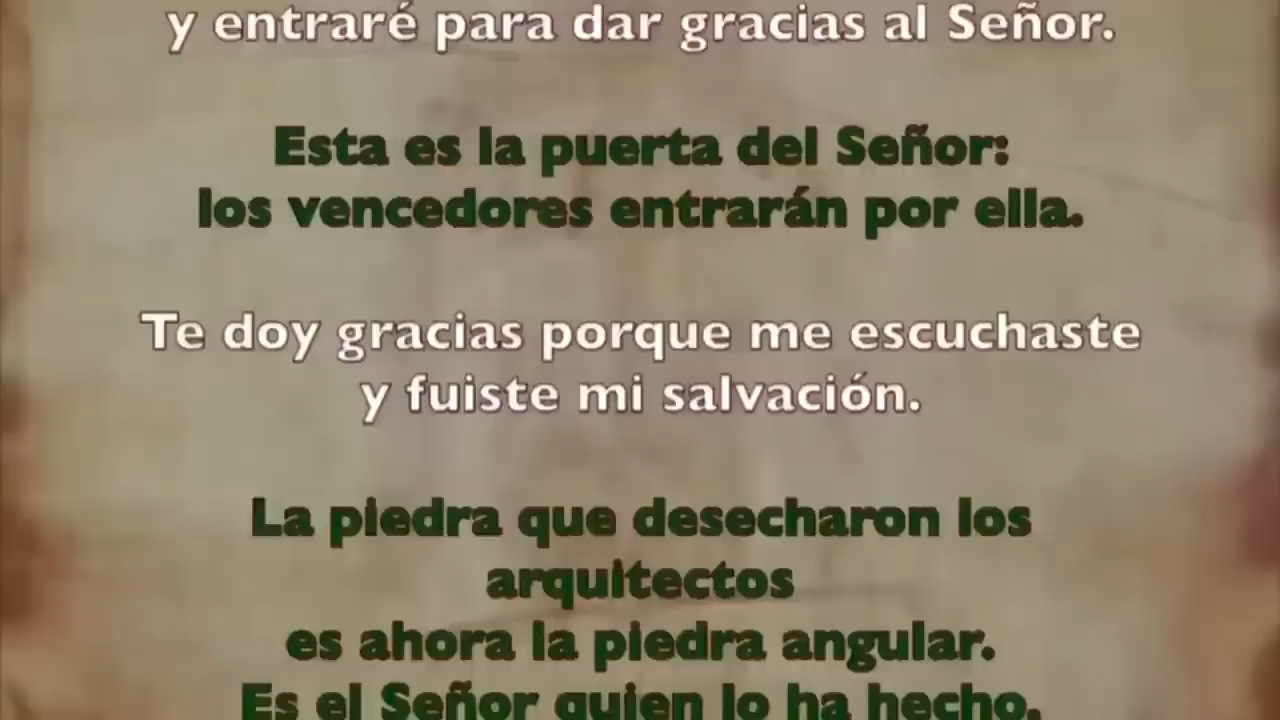 y entraré para dar gracias al Señor.
Esta es la puerta del Señor:
los vencedores entrarán por ella.
Te doy gracias porque me escuchaste
y fuiste mi salvación.
La piedra que desecharon los
arquitectos
es ahora la piedra angular.
Es el Señor quien lo ha hecho,